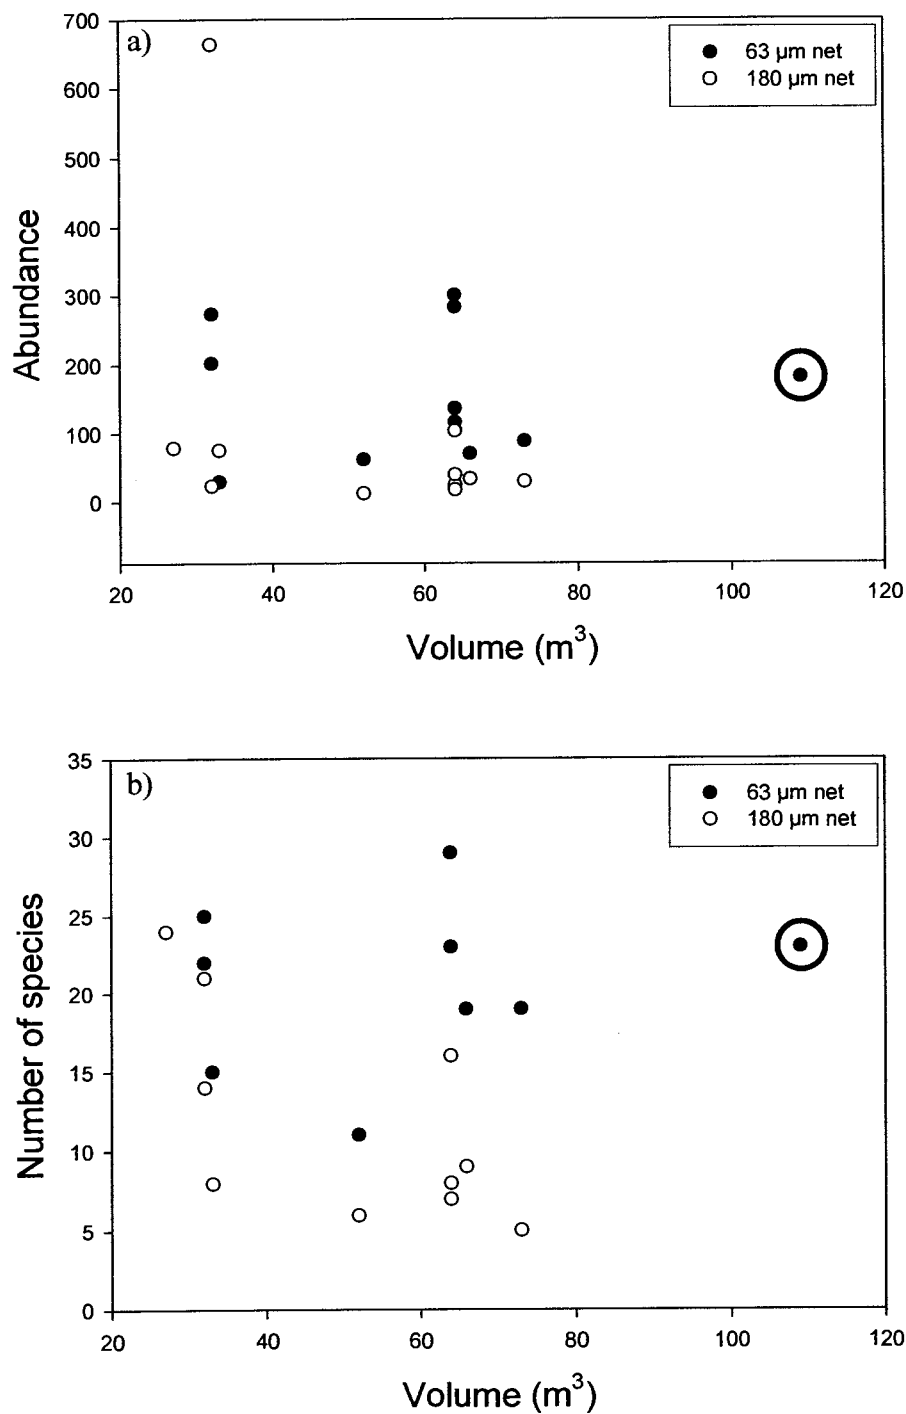 a)
63 µm net
180 µm net
700
600
500
400
300
200
100
0
Abundance
20 40 60 80 100 120
Volume (m³)
b)
63 µm net
180 µm net
35
30
25
20
15
10
5
0
Number of species
20 40 60 80 100 120
Volume (m³)